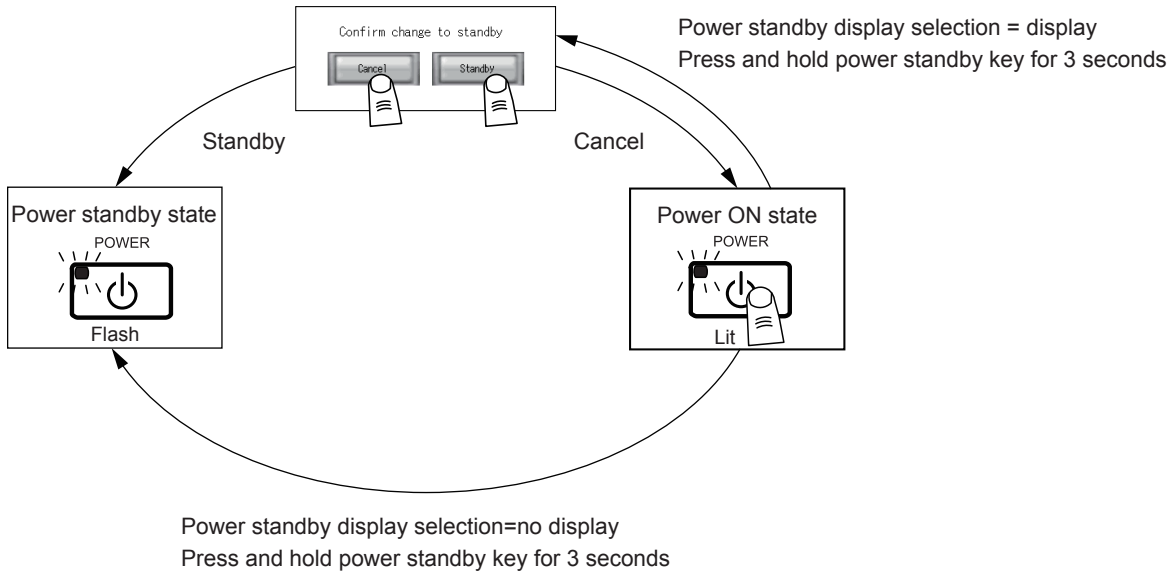 Confirm change to standby
Cancel
Standby
Power standby display selection = display
Press and hold power standby key for 3 seconds
Standby
Cancel
Power standby state
POWER
Flash
Power ON state
POWER
Lit
Power standby display selection=no display
Press and hold power standby key for 3 seconds